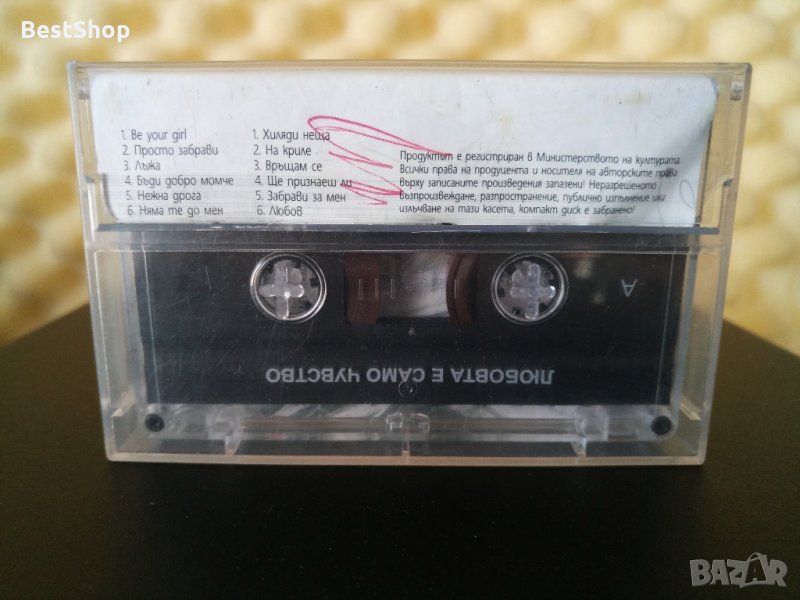 BestShop
1. Be your girl
2. Просто забрави
3. Лъжа
4. Бъди добро момче
5. Нежна дрога
6. Няма те до мен
1. Хиляди неща
2. На криле
3. Връщам се
4. Ще признаеш ли
5. Забрави за мен
6. Любов
Продуктът е регистриран в Министерството на културата.
Всички права на продуцента и носителя на авторските права
върху записаните произведения запазени! Неразрешеното
възпроизвеждане, разпространение, публично изпълнение или
излъчване на тази касета, компакт диск е забранено!
A
ЛЮБОВТА Е САМО ЧУВСТВО
BAZAR